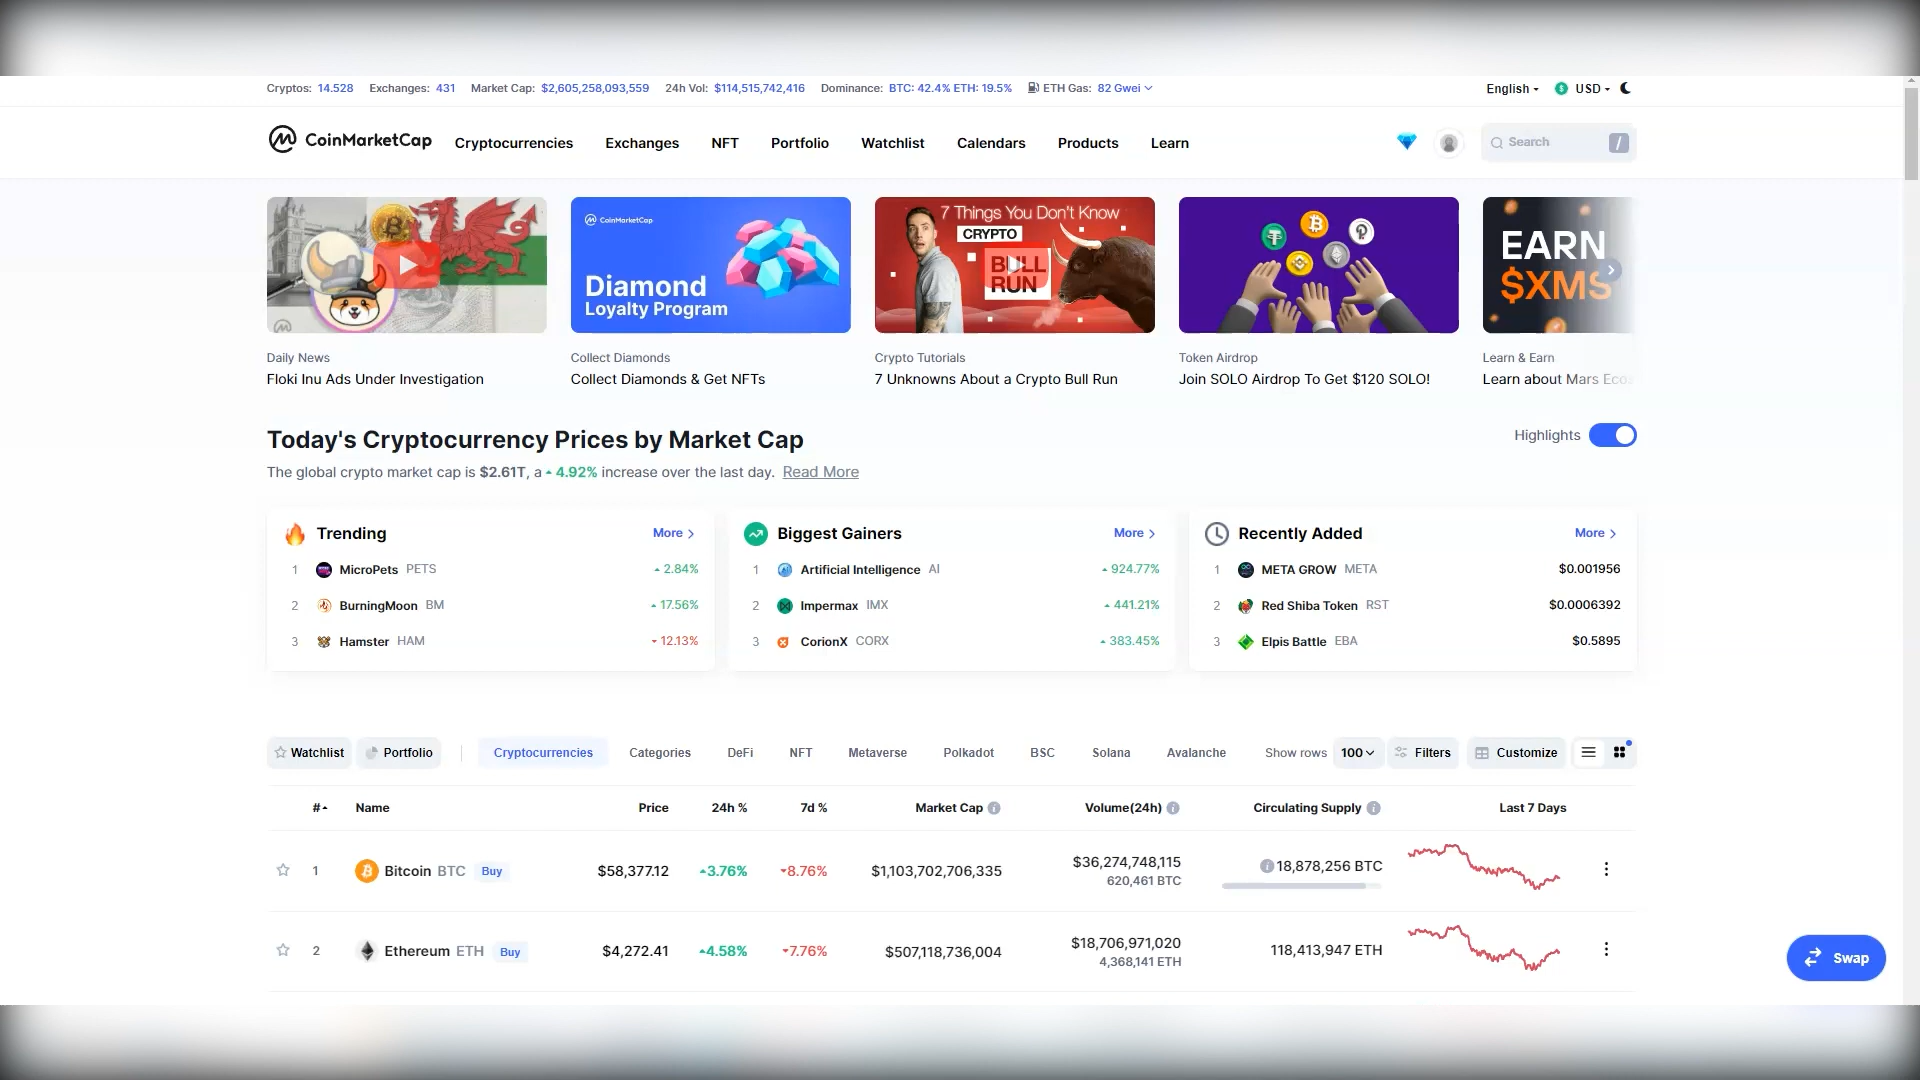 Cryptos: 14.528 Exchanges: 431 Market Cap: $2,605,258,093,559 24h Vol: $114,515,742,416 Dominance: BTC: 42.4% ETH: 19.5% ETH Gas: 82 Gwei English USD
CoinMarketCap Cryptocurrencies Exchanges NFT Portfolio Watchlist Calendars Products Learn Search /
CoinMarketCap
Diamond
Loyalty Program
7 Things You Don't Know
CRYPTO
BULL
RUN
EARN
$XMS
Daily News
Floki Inu Ads Under Investigation
Collect Diamonds
Collect Diamonds & Get NFTs
Crypto Tutorials
7 Unknowns About a Crypto Bull Run
Token Airdrop
Join SOLO Airdrop To Get $120 SOLO!
Learn & Earn
Learn about Mars Ecos
Today's Cryptocurrency Prices by Market Cap
Highlights
The global crypto market cap is $2.61T, a 4.92% increase over the last day. Read More
Trending More
1 MicroPets PETS 2.84%
2 BurningMoon BM 17.56%
3 Hamster HAM 12.13%
Biggest Gainers More
1 Artificial Intelligence AI 924.77%
2 Impermax IMX 441.21%
3 CorionX CORX 383.45%
Recently Added More
1 META GROW META $0.001956
2 Red Shiba Token RST $0.0006392
3 Elpis Battle EBA $0.5895
Watchlist Portfolio Cryptocurrencies Categories DeFi NFT Metaverse Polkadot BSC Solana Avalanche Show rows 100 Filters Customize
# Name Price 24h % 7d % Market Cap Volume(24h) Circulating Supply Last 7 Days
1 Bitcoin BTC Buy $58,377.12 3.76% 8.76% $1,103,702,706,335 $36,274,748,115 18,878,256 BTC
620,461 BTC
2 Ethereum ETH Buy $4,272.41 4.58% 7.76% $507,118,736,004 $18,706,971,020 118,413,947 ETH
4,368,141 ETH
Swap